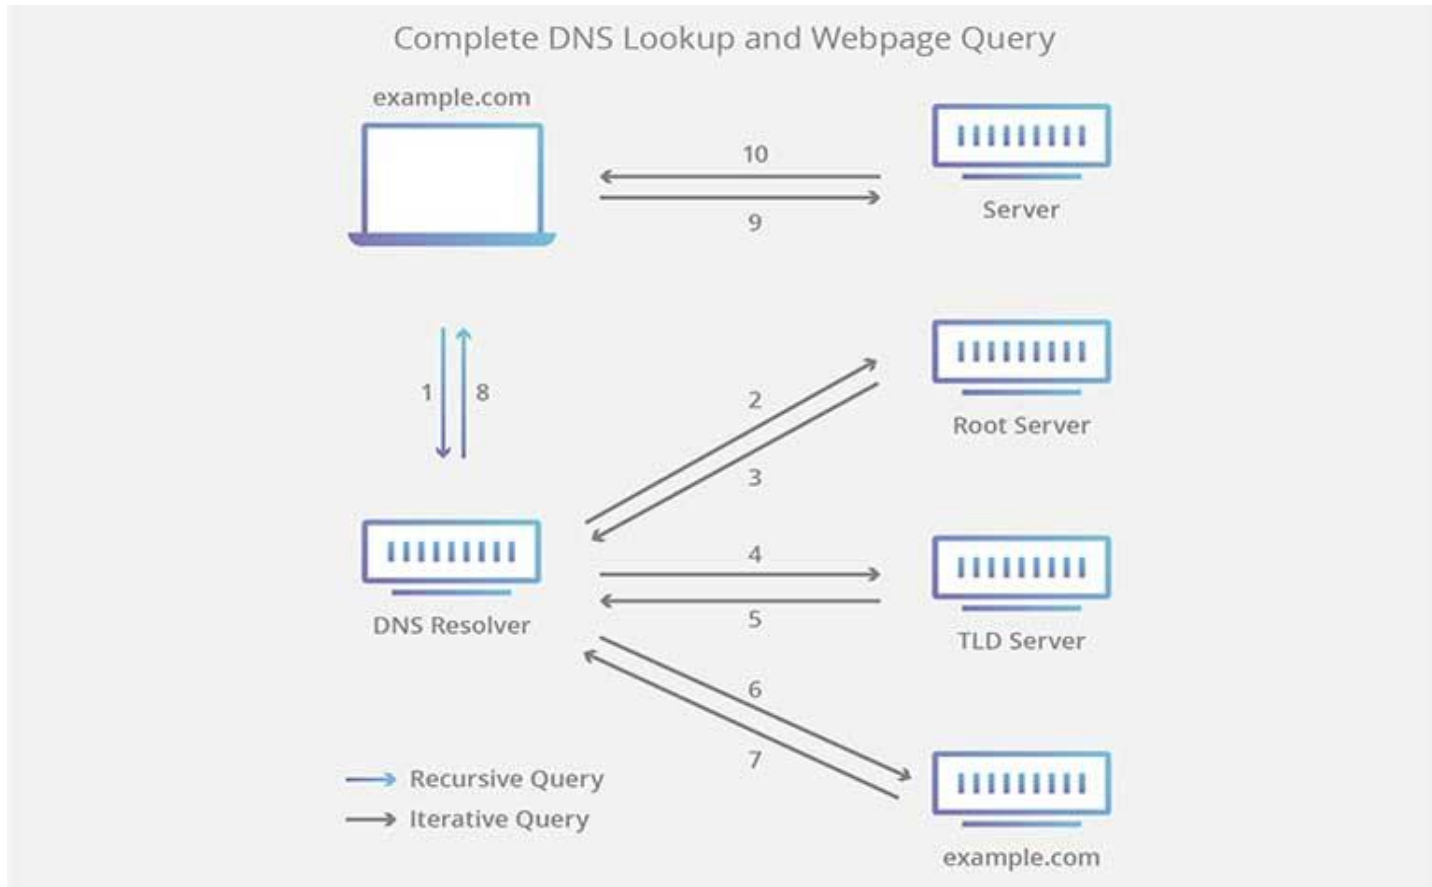 Complete DNS Lookup and Webpage Query
example.com
10
9
Server
1
8
2
3
Root Server
DNS Resolver
4
5
TLD Server
6
7
Recursive Query
Iterative Query
example.com